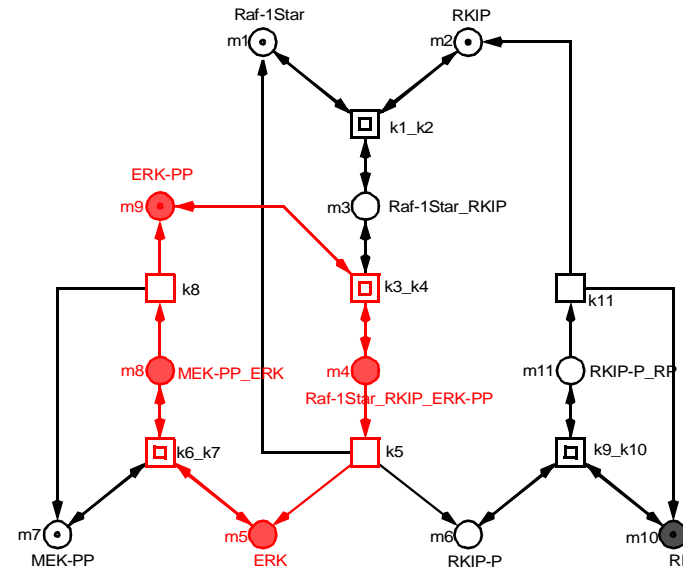 Raf-1Star
RKIP
m1
m2
k1_k2
ERK-PP
m9
m3
Raf-1Star_RKIP
k8
k3_k4
k11
m8
MEK-PP_ERK
m4
m11
RKIP-P_RP
Raf-1Star_RKIP_ERK-PP
k6_k7
k5
k9_k10
m7
m5
m6
m10
MEK-PP
ERK
RKIP-P